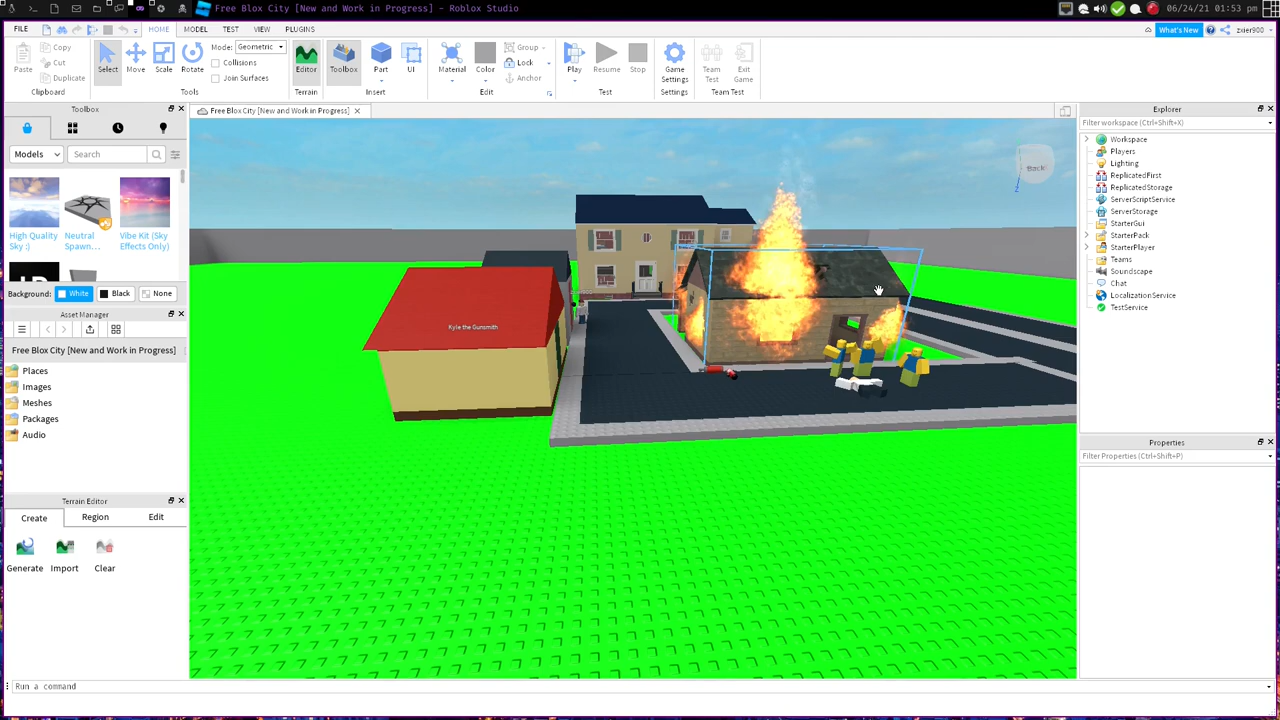 Free Blox City [New and Work in Progress] – Roblox Studio
06/24/21 01:53 pm
FILE HOME MODEL TEST VIEW PLUGINS
What's New zxier900
Paste Copy Cut Duplicate
Select Move Scale Rotate
Mode: Geometric
Collisions
Join Surfaces
Editor Toolbox Part UI
Material Color Group Lock Anchor
Play Resume Stop
Game Settings
Team Test
Exit Game
Clipboard Tools Terrain Insert Edit Test Settings Team Test
Toolbox
Free Blox City [New and Work in Progress]
Models Search
High Quality Sky :)
Neutral Spawn...
Vibe Kit (Sky Effects Only)
Background: White Black None
Asset Manager
Free Blox City [New and Work in Progress]
Places
Images
Meshes
Packages
Audio
Terrain Editor
Create Region Edit
Generate Import Clear
Kyle the Gunsmith
Back
Z
Explorer
Filter workspace (Ctrl+Shift+X)
Workspace
Players
Lighting
ReplicatedFirst
ReplicatedStorage
ServerScriptService
ServerStorage
StarterGui
StarterPack
StarterPlayer
Teams
Soundscape
Chat
LocalizationService
TestService
Properties
Filter Properties (Ctrl+Shift+P)
Run a command